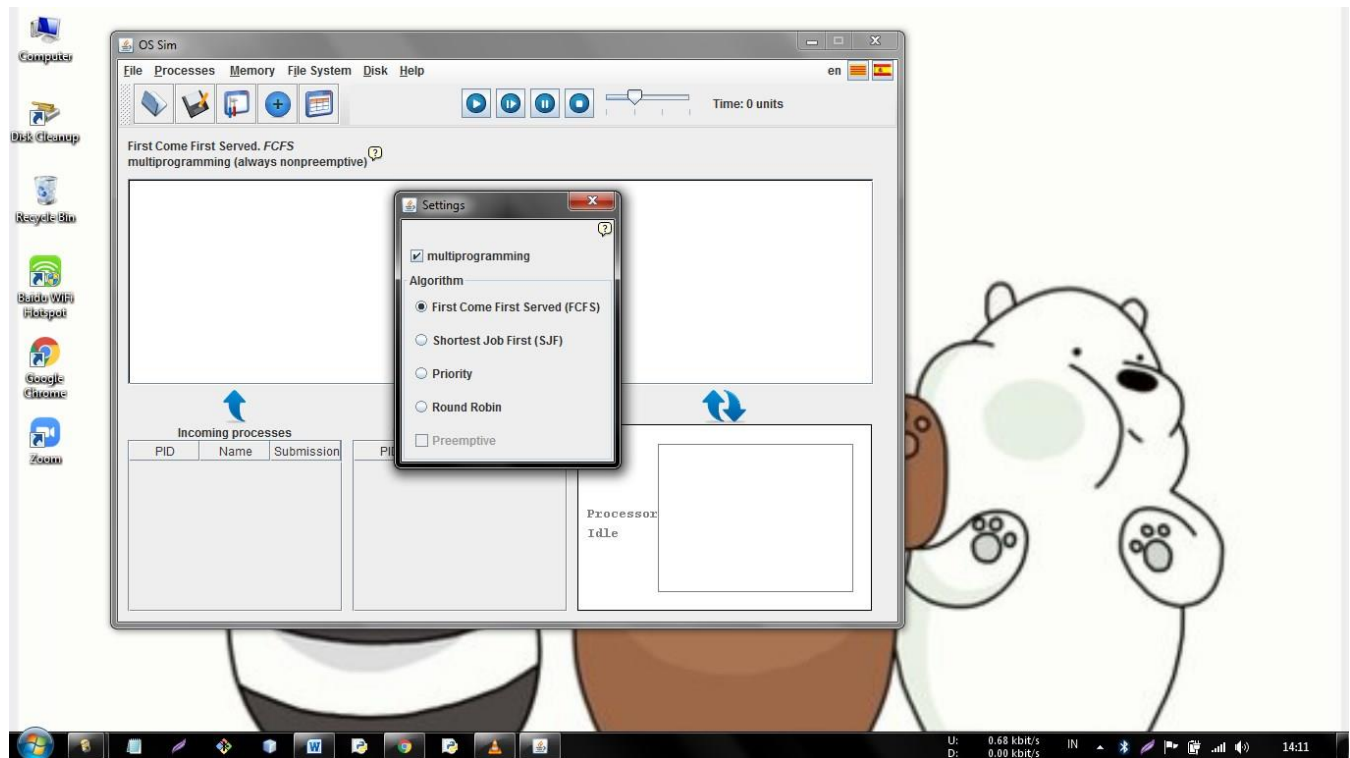 Computer
Disk Cleanup
Recycle Bin
Baidu WiFi
Hotspot
Google
Chrome
Zoom
OS Sim
File Processes Memory File System Disk Help
en
Time: 0 units
First Come First Served. FCFS
multiprogramming (always nonpreemptive)
Settings
multiprogramming
Algorithm
First Come First Served (FCFS)
Shortest Job First (SJF)
Priority
Round Robin
Preemptive
Incoming processes
PID Name Submission
Processor
Idle
U: 0.68 kbit/s
D: 0.00 kbit/s
IN
14:11